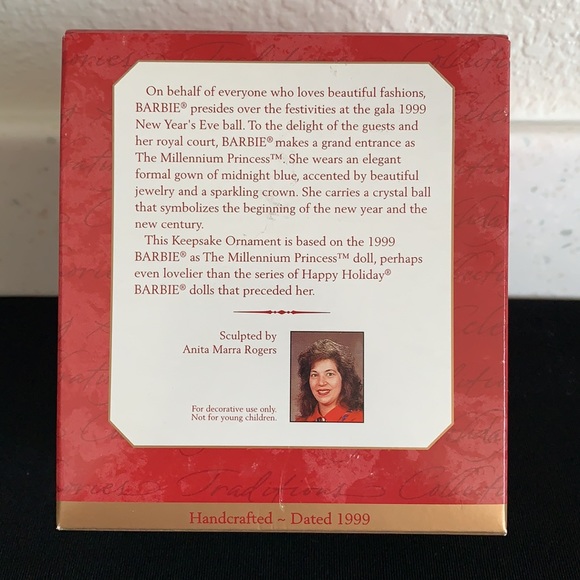 On behalf of everyone who loves beautiful fashions,
BARBIE® presides over the festivities at the gala 1999
New Year's Eve ball. To the delight of the guests and
her royal court, BARBIE® makes a grand entrance as
The Millennium Princess™. She wears an elegant
formal gown of midnight blue, accented by beautiful
jewelry and a sparkling crown. She carries a crystal ball
that symbolizes the beginning of the new year and the
new century.
This Keepsake Ornament is based on the 1999
BARBIE® as The Millennium Princess™ doll, perhaps
even lovelier than the series of Happy Holiday®
BARBIE® dolls that preceded her.
Sculpted by
Anita Marra Rogers
For decorative use only.
Not for young children.
Traditions
Handcrafted ~ Dated 1999